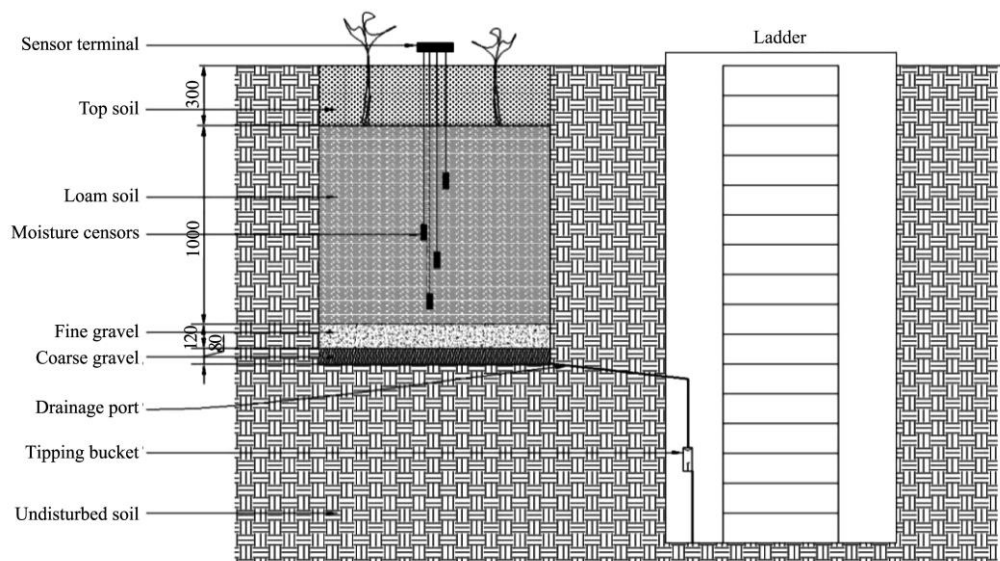 Sensor terminal
Ladder
300
Top soil
Loam soil
1000
Moisture censors
Fine gravel
120
80
Coarse gravel
Drainage port
Tipping bucket
Undisturbed soil